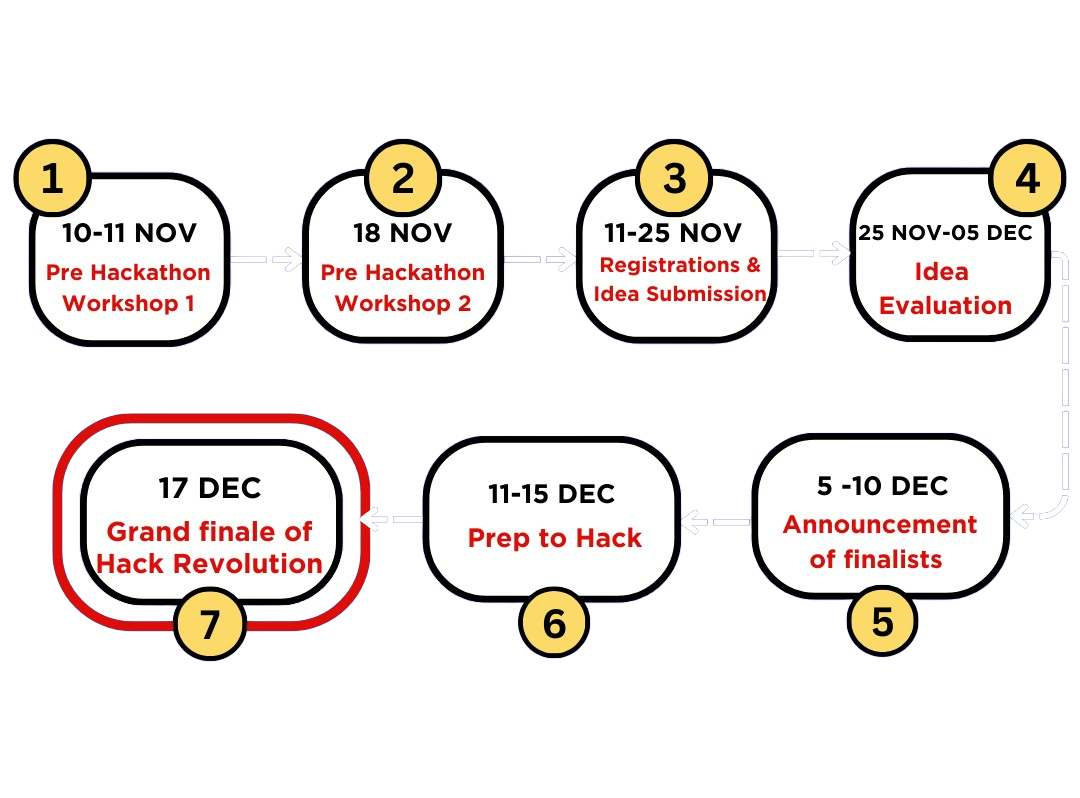 1
10-11 NOV
Pre Hackathon
Workshop 1
2
18 NOV
Pre Hackathon
Workshop 2
3
11-25 NOV
Registrations &
Idea Submission
4
25 NOV-05 DEC
Idea
Evaluation
5 -10 DEC
Announcement
of finalists
5
11-15 DEC
Prep to Hack
6
17 DEC
Grand finale of
Hack Revolution
7